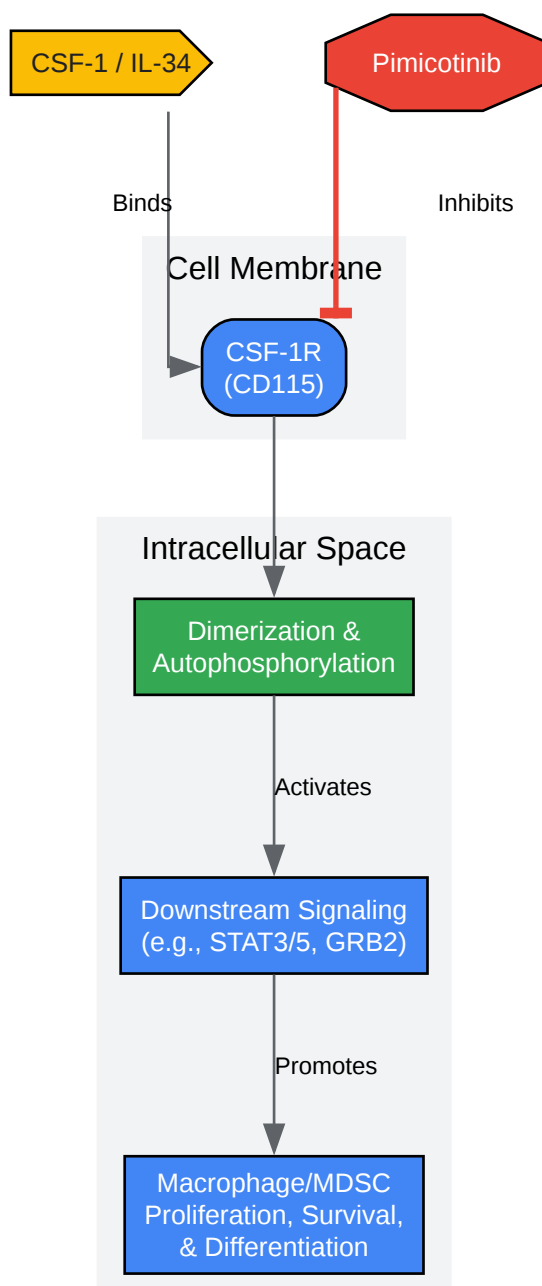 CSF-1 / IL-34
Pimicotinib
Binds
Inhibits
Cell Membrane
CSF-1R
(CD115)
Intracellular Space
Dimerization &
Autophosphorylation
Activates
Downstream Signaling
(e.g., STAT3/5, GRB2)
Promotes
Macrophage/MDSC
Proliferation, Survival,
& Differentiation